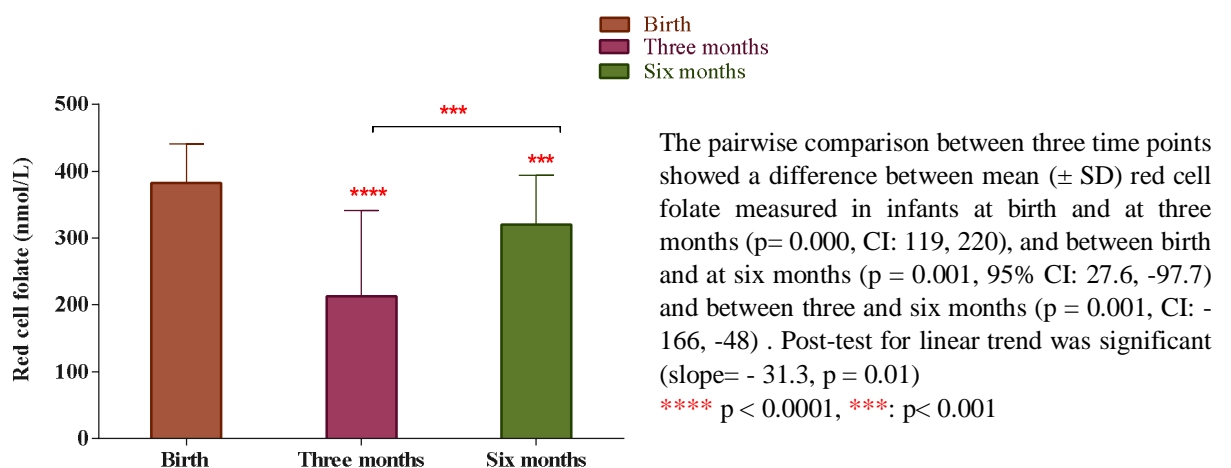 Birth
Three months
Six months
500
400
300
200
100
0
Red cell folate (nmol/L)
***
****
***
Birth
Three months
Six months
The pairwise comparison between three time points
showed a difference between mean (± SD) red cell
folate measured in infants at birth and at three
months (p= 0.000, CI: 119, 220), and between birth
and at six months (p = 0.001, 95% CI: 27.6, -97.7)
and between three and six months (p = 0.001, CI: -
166, -48) . Post-test for linear trend was significant
(slope= - 31.3, p = 0.01)
**** p < 0.0001, ***: p< 0.001